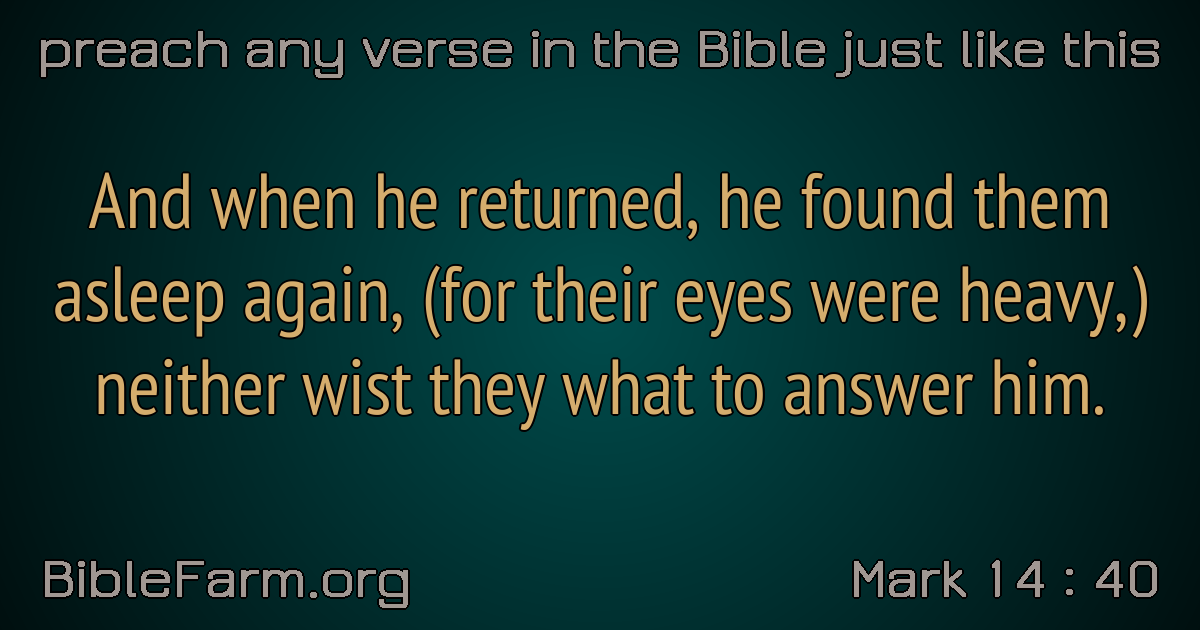 preach any verse in the Bible just like this
And when he returned, he found them
asleep again, (for their eyes were heavy,)
neither wist they what to answer him.
BibleFarm.org
Mark 14 : 40